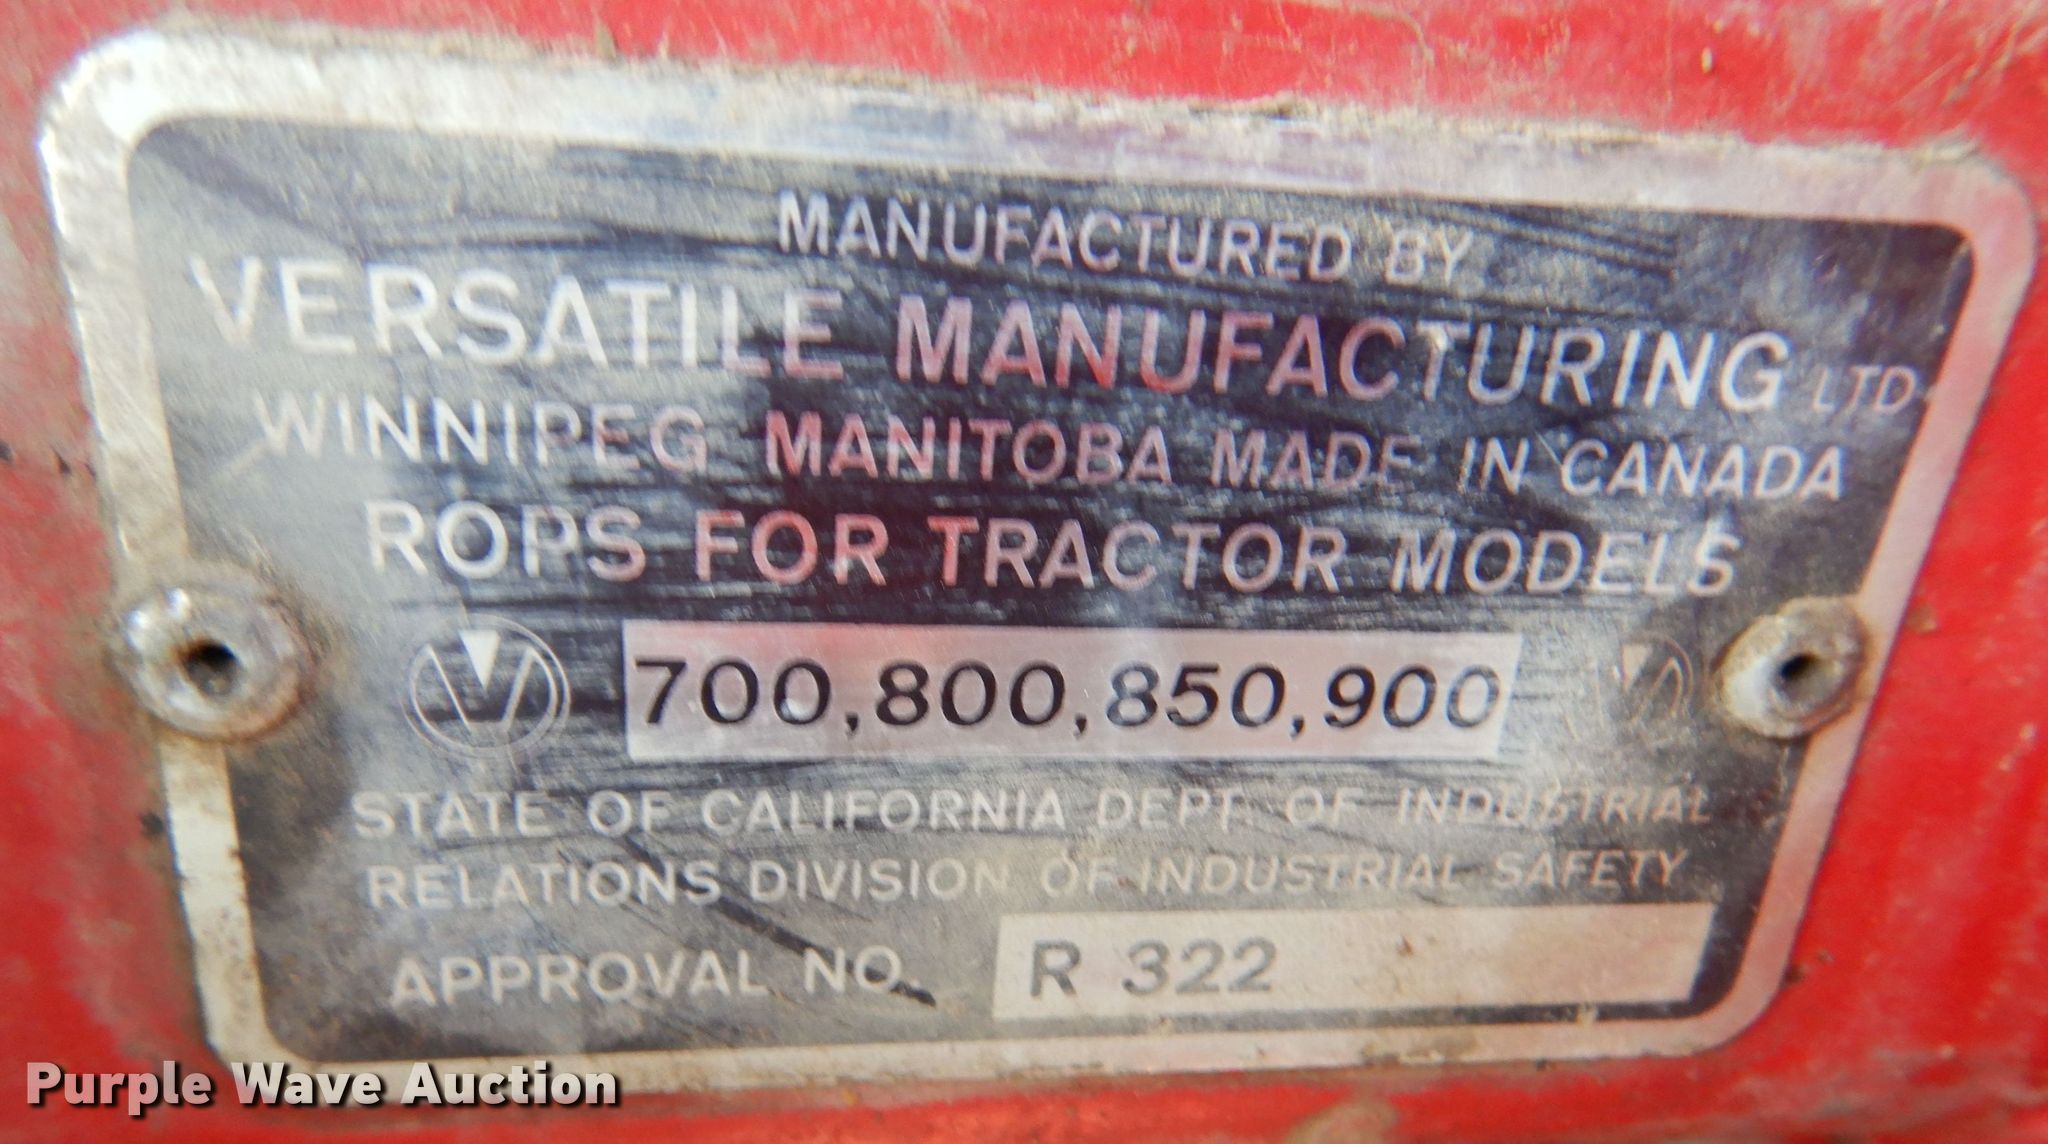 MANUFACTURED BY
VERSATILE MANUFACTURING LTD
WINNIPEG MANITOBA MADE IN CANADA
ROPS FOR TRACTOR MODELS
700,800,850,900
STATE OF CALIFORNIA DEPT. OF INDUSTRIAL
RELATIONS DIVISION OF INDUSTRIAL SAFETY
APPROVAL NO. R 322
Purple Wave Auction